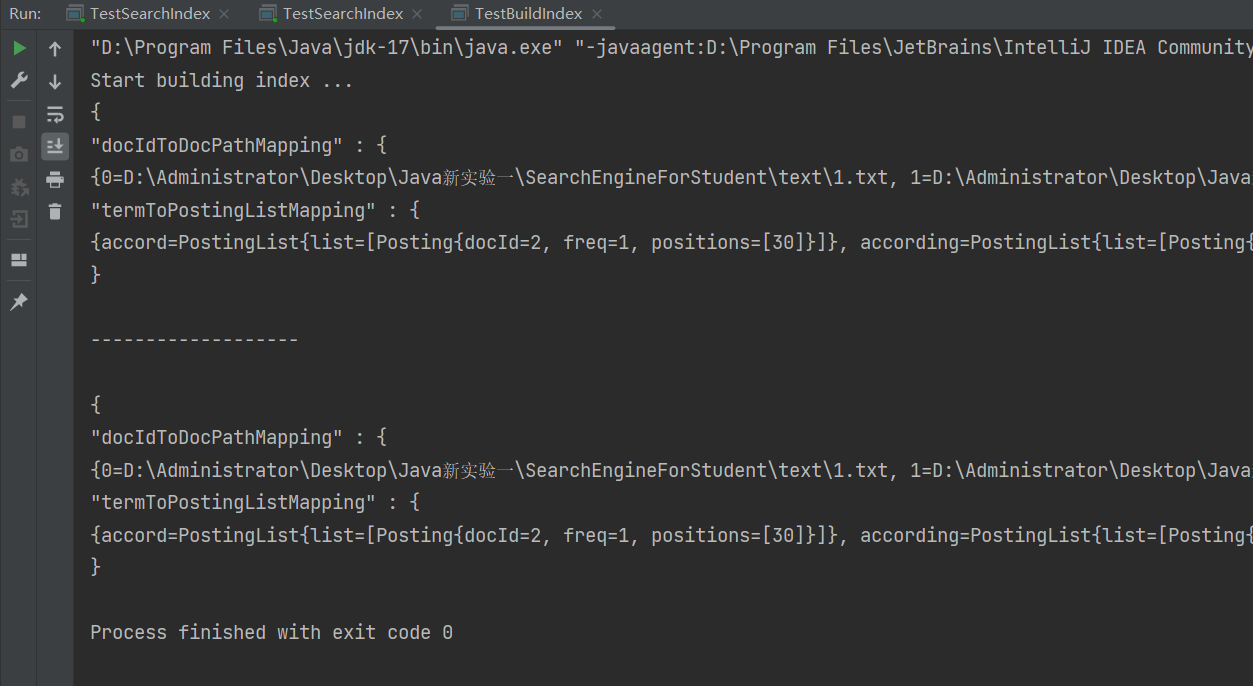 Run: TestSearchIndex TestSearchIndex TestBuildIndex
"D:\Program Files\Java\jdk-17\bin\java.exe" "-javaagent:D:\Program Files\JetBrains\IntelliJ IDEA Community
Start building index ...
{
"docIdToDocPathMapping" : {
{0=D:\Administrator\Desktop\Java新实验一\SearchEngineForStudent\text\1.txt, 1=D:\Administrator\Desktop\Java
"termToPostingListMapping" : {
{accord=PostingList{list=[Posting{docId=2, freq=1, positions=[30]}]}, according=PostingList{list=[Posting{
}
-------------------
{
"docIdToDocPathMapping" : {
{0=D:\Administrator\Desktop\Java新实验一\SearchEngineForStudent\text\1.txt, 1=D:\Administrator\Desktop\Java
"termToPostingListMapping" : {
{accord=PostingList{list=[Posting{docId=2, freq=1, positions=[30]}]}, according=PostingList{list=[Posting{
}
Process finished with exit code 0